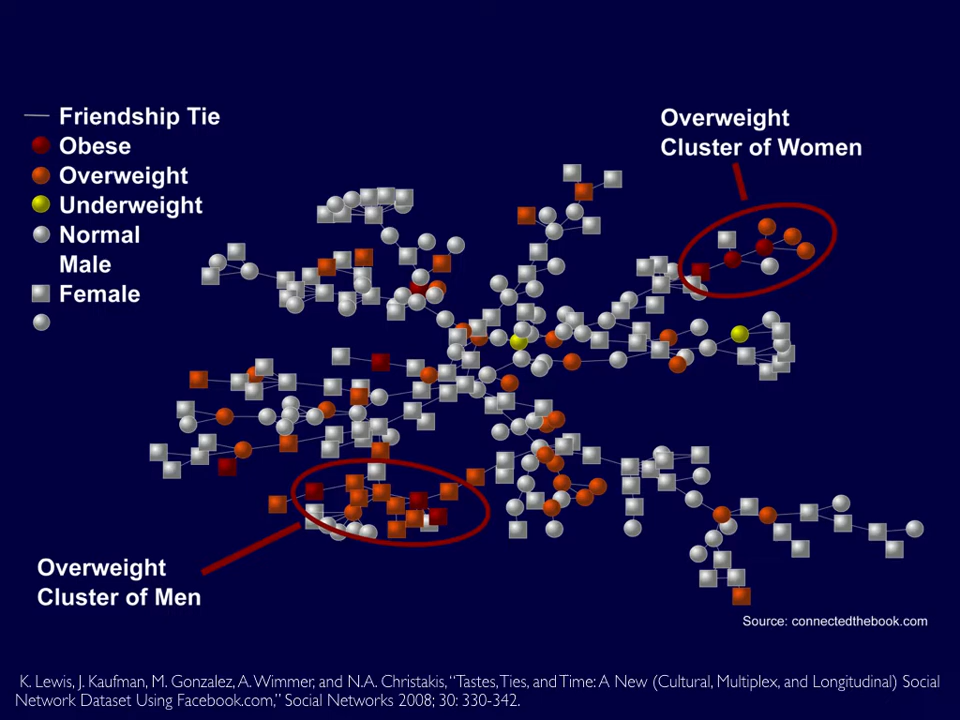 Friendship Tie
Obese
Overweight
Underweight
Normal
Male
Female
Overweight
Cluster of Women
Overweight
Cluster of Men
Source: connectedthebook.com
K. Lewis, J. Kaufman, M. Gonzalez, A. Wimmer, and N.A. Christakis, “Tastes, Ties, and Time: A New (Cultural, Multiplex, and Longitudinal) Social
Network Dataset Using Facebook.com,” Social Networks 2008; 30: 330-342.